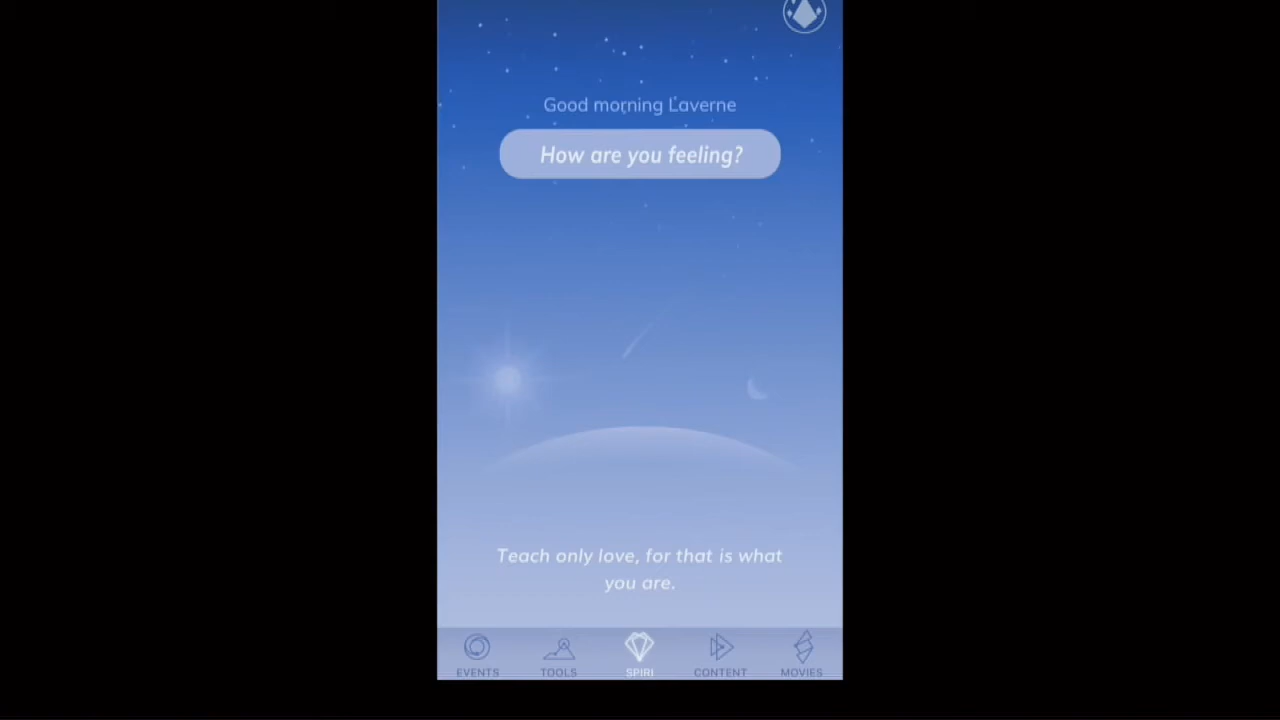 Good morning Laverne
How are you feeling?
Teach only love, for that is what
you are.
EVENTS TOOLS SPIRI CONTENT MOVIES